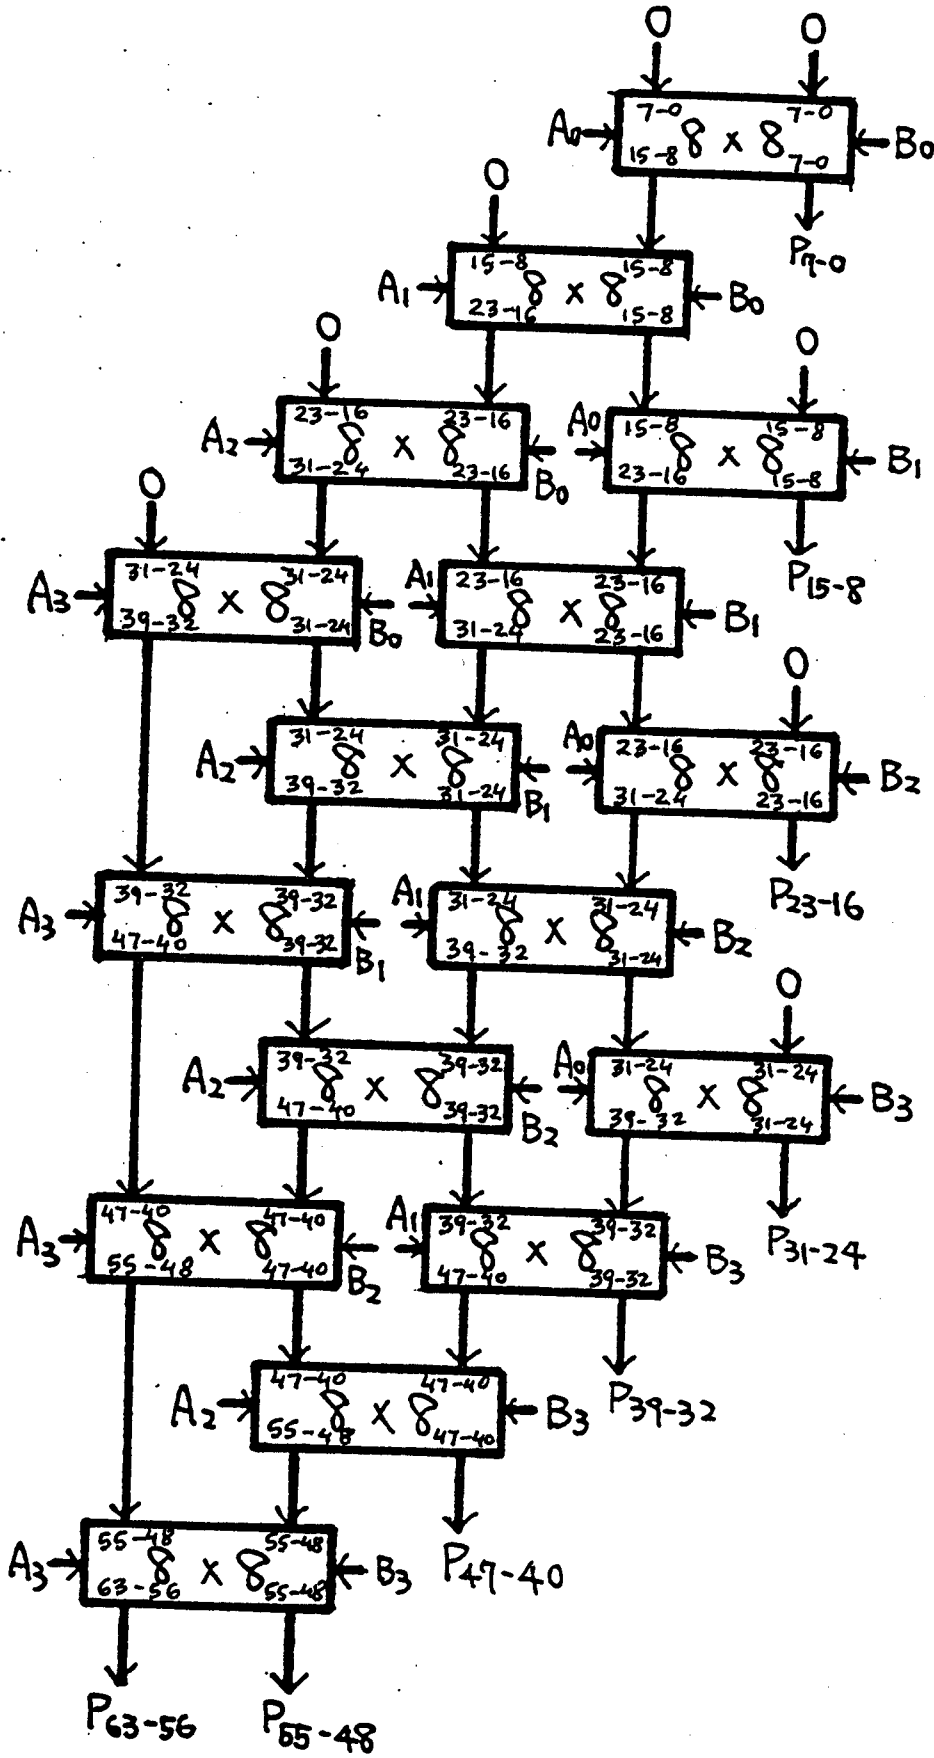 0 0
7-0 7-0
A0 8 x 8 B0
15-8 7-0
0
P7-0
15-8 15-8
A1 8 x 8 B0
23-16 15-8
0 0
23-16 23-16
A2 8 x 8 B0
31-24 23-16
15-8 15-8
A0 8 x 8 B1
23-16 15-8
0
P15-8
31-24 31-24
A3 8 x 8 B0
39-32 31-24
23-16 23-16
A1 8 x 8 B1
31-24 23-16
0
31-24 31-24
A2 8 x 8 B1
39-32 31-24
23-16 23-16
A0 8 x 8 B2
31-24 23-16
P23-16
39-32 39-32
A3 8 x 8 B1
47-40 39-32
31-24 31-24
A1 8 x 8 B2
39-32 31-24
0
39-32 39-32
A2 8 x 8 B2
47-40 39-32
31-24 31-24
A0 8 x 8 B3
39-32 31-24
P31-24
47-40 47-40
A3 8 x 8 B2
55-48 47-40
39-32 39-32
A1 8 x 8 B3
47-40 39-32
P39-32
47-40 47-40
A2 8 x 8 B3
55-48 47-40
P47-40
55-48 55-48
A3 8 x 8 B3
63-56 55-48
P63-56 P55-48